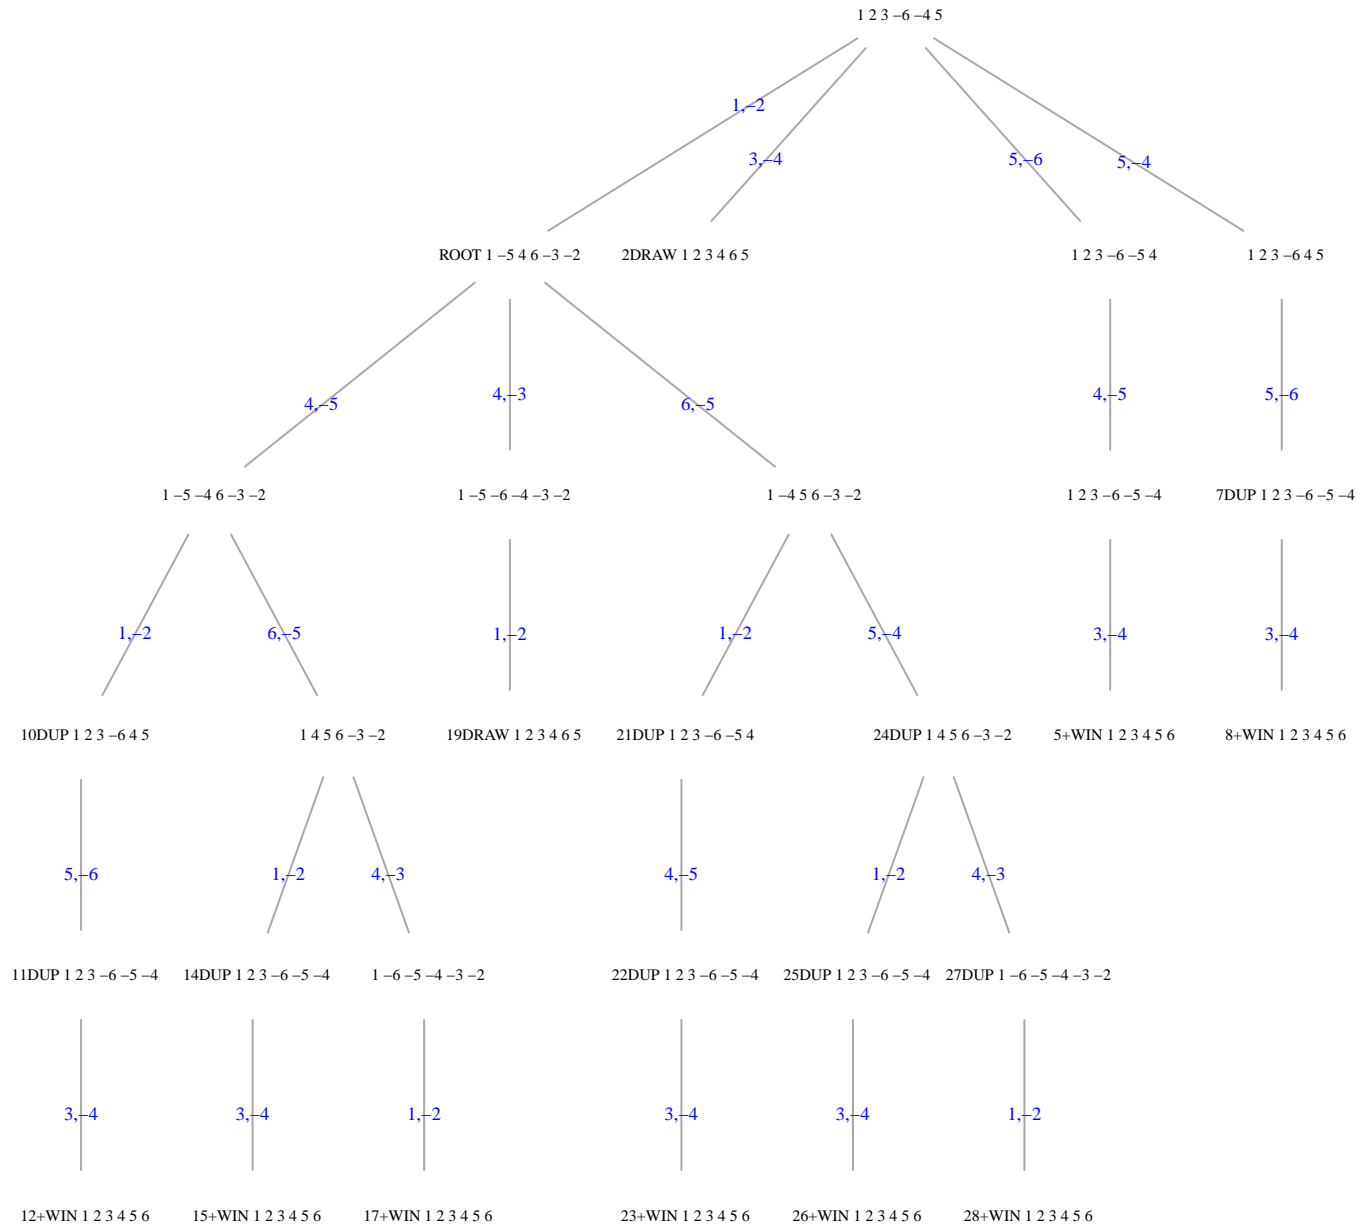 1 2 3 −6 −4 5
1,−2
3,−4
5,−6
5,−4
ROOT 1 −5 4 6 −3 −2
2DRAW 1 2 3 4 6 5
1 2 3 −6 −5 4
1 2 3 −6 4 5
4,−5
4,−3
6,−5
4,−5
5,−6
1 −5 −4 6 −3 −2
1 −5 −6 −4 −3 −2
1 −4 5 6 −3 −2
1 2 3 −6 −5 −4
7DUP 1 2 3 −6 −5 −4
1,−2
6,−5
1,−2
1,−2
5,−4
3,−4
3,−4
10DUP 1 2 3 −6 4 5
1 4 5 6 −3 −2
19DRAW 1 2 3 4 6 5
21DUP 1 2 3 −6 −5 4
24DUP 1 4 5 6 −3 −2
5+WIN 1 2 3 4 5 6
8+WIN 1 2 3 4 5 6
5,−6
1,−2
4,−3
4,−5
1,−2
4,−3
11DUP 1 2 3 −6 −5 −4
14DUP 1 2 3 −6 −5 −4
1 −6 −5 −4 −3 −2
22DUP 1 2 3 −6 −5 −4
25DUP 1 2 3 −6 −5 −4
27DUP 1 −6 −5 −4 −3 −2
3,−4
3,−4
1,−2
3,−4
3,−4
1,−2
12+WIN 1 2 3 4 5 6
15+WIN 1 2 3 4 5 6
17+WIN 1 2 3 4 5 6
23+WIN 1 2 3 4 5 6
26+WIN 1 2 3 4 5 6
28+WIN 1 2 3 4 5 6